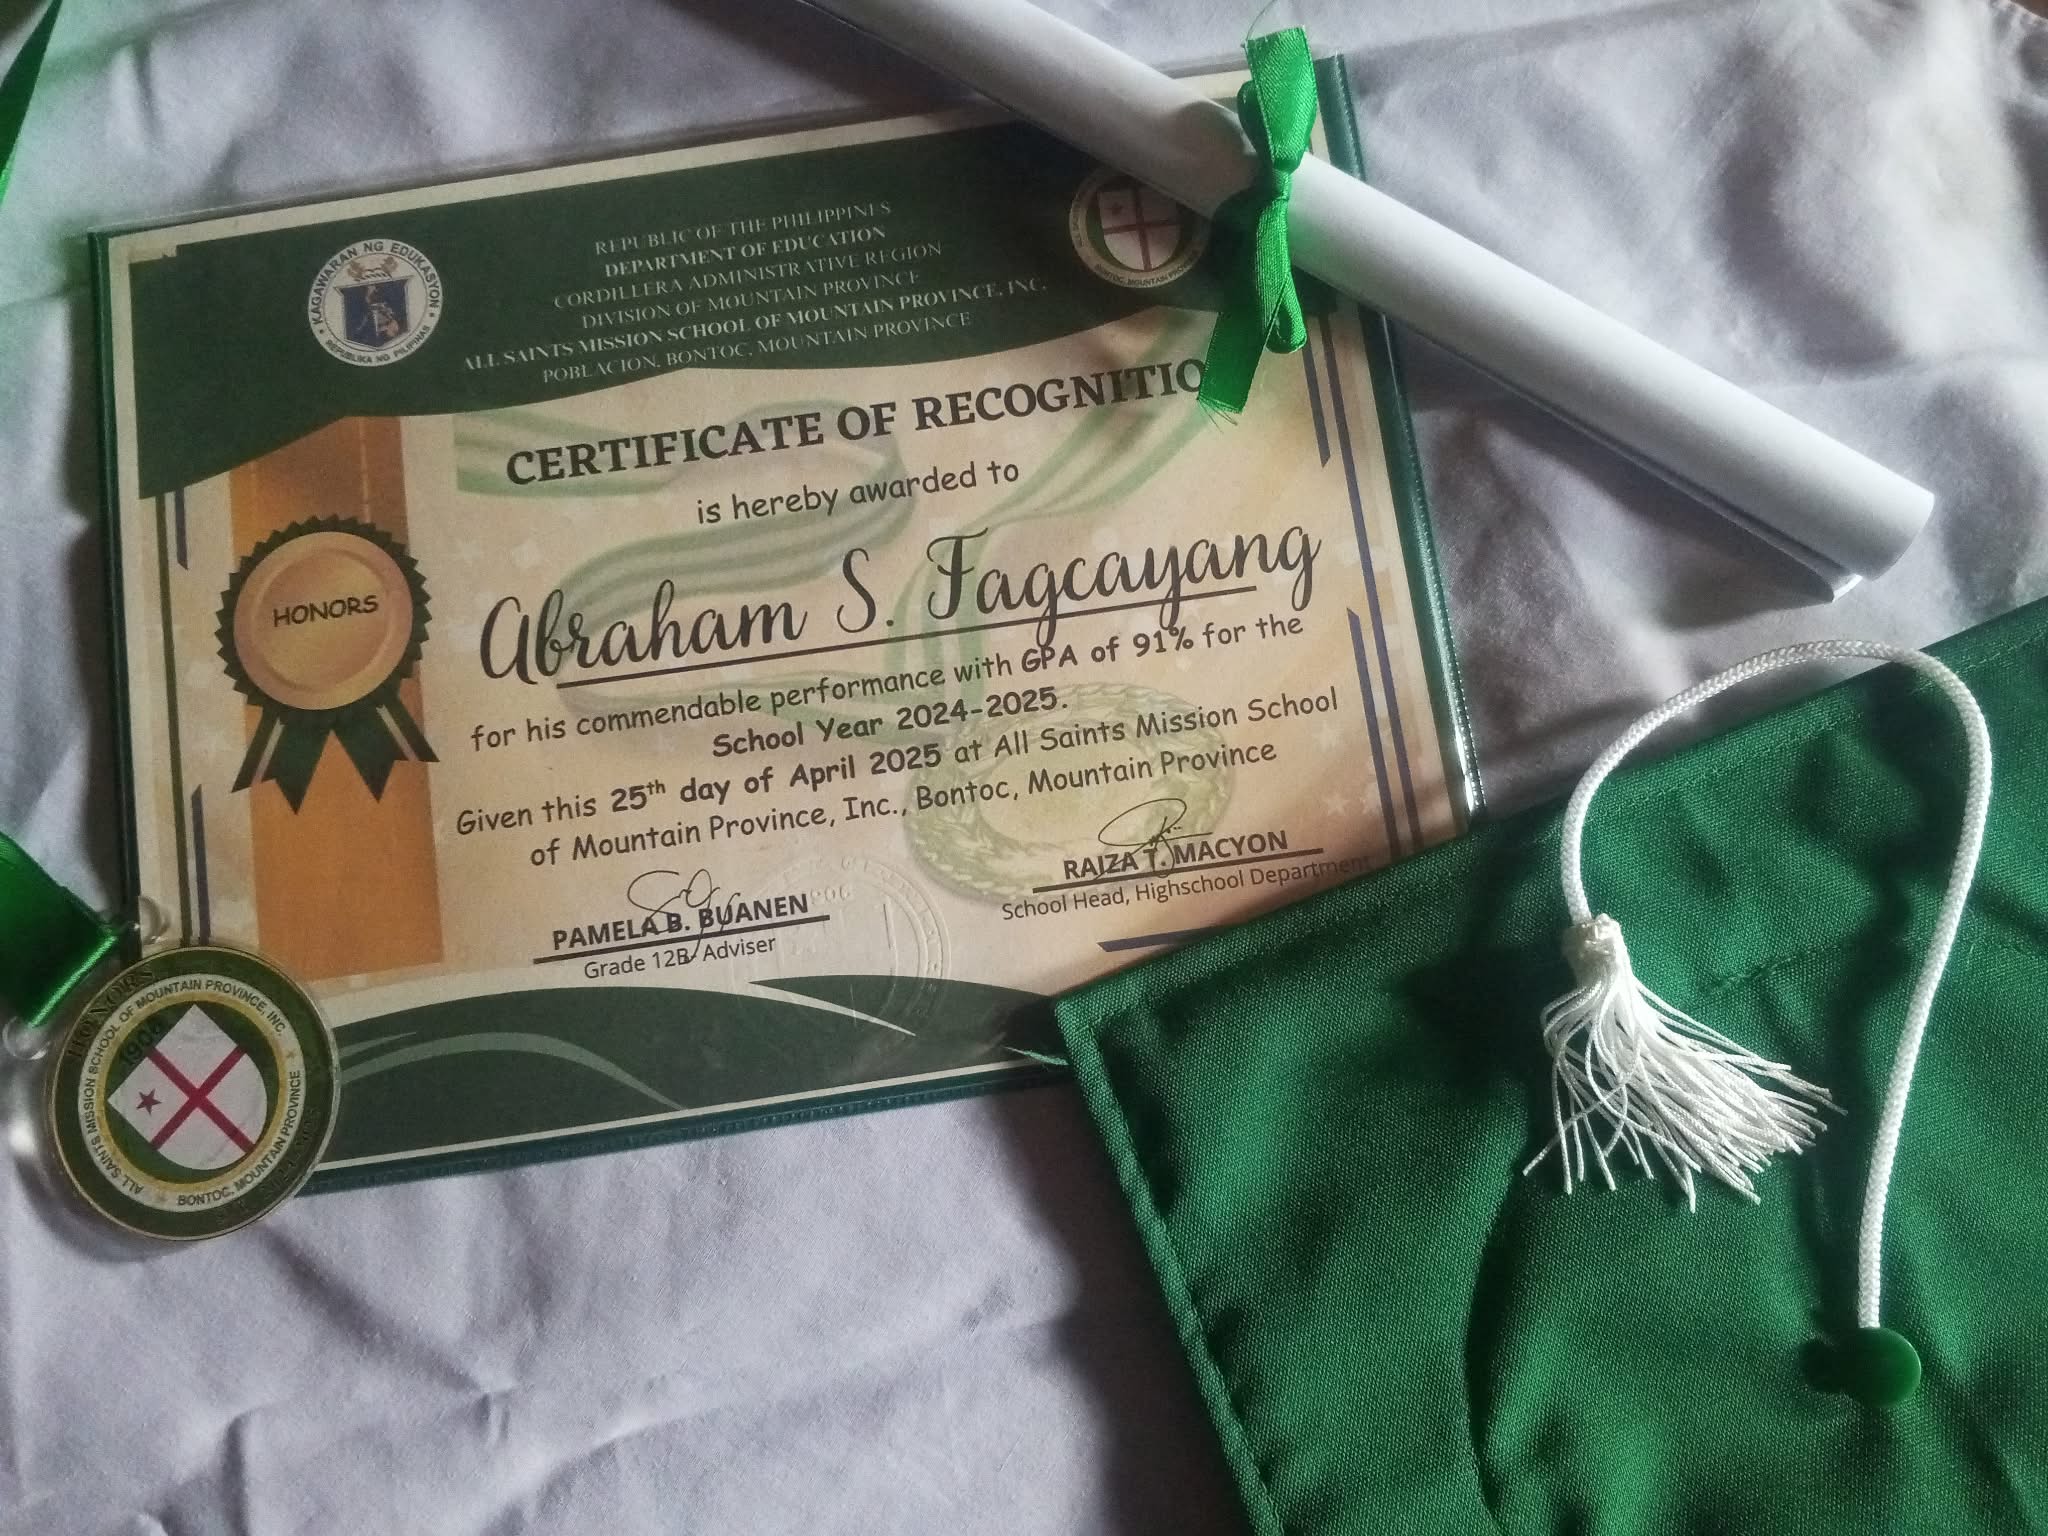 REPUBLIC OF THE PHILIPPINES
DEPARTMENT OF EDUCATION
CORDILLERA ADMINISTRATIVE REGION
DIVISION OF MOUNTAIN PROVINCE
ALL SAINTS MISSION SCHOOL OF MOUNTAIN PROVINCE, INC.
POBLACION, BONTOC, MOUNTAIN PROVINCE
KAGAWARAN NG EDUKASYON
REPUBLIKA NG PILIPINAS
BONTOC, MOUNTAIN PROVINCE
CERTIFICATE OF RECOGNITIO
is hereby awarded to
HONORS
Abraham S. Fagcayang
for his commendable performance with GPA of 91% for the
School Year 2024-2025.
Given this 25th day of April 2025 at All Saints Mission School
of Mountain Province, Inc., Bontoc, Mountain Province
PAMELA B. BUANEN
Grade 12B- Adviser
RAIZA T. MACYON
School Head, Highschool Department
HONORS
ALL SAINTS MISSION SCHOOL OF MOUNTAIN PROVINCE, INC.
BONTOC, MOUNTAIN PROVINCE